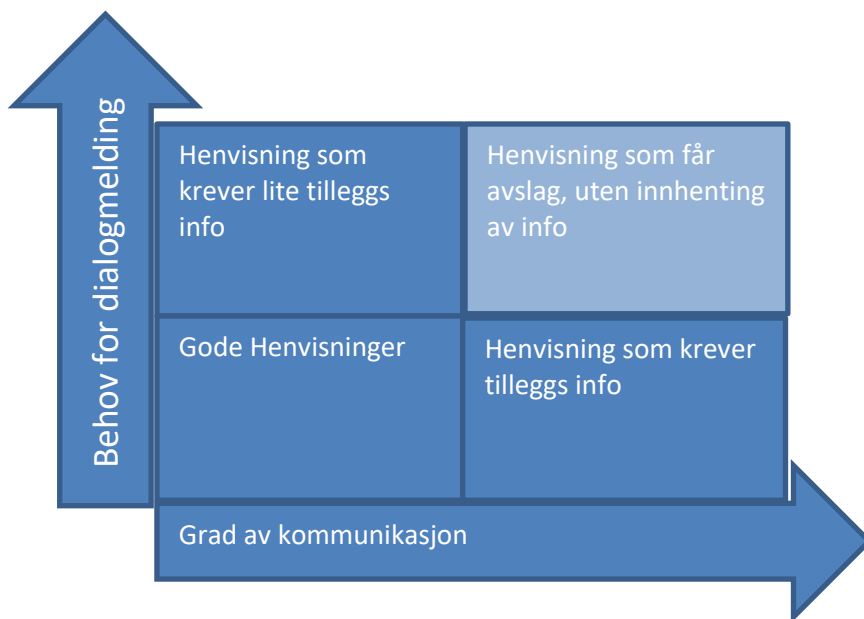 Behov for dialogmelding
Henvisning som
krever lite tilleggs
info
Henvisning som får
avslag, uten innhenting
av info
Gode Henvisninger
Henvisning som krever
tilleggs info
Grad av kommunikasjon